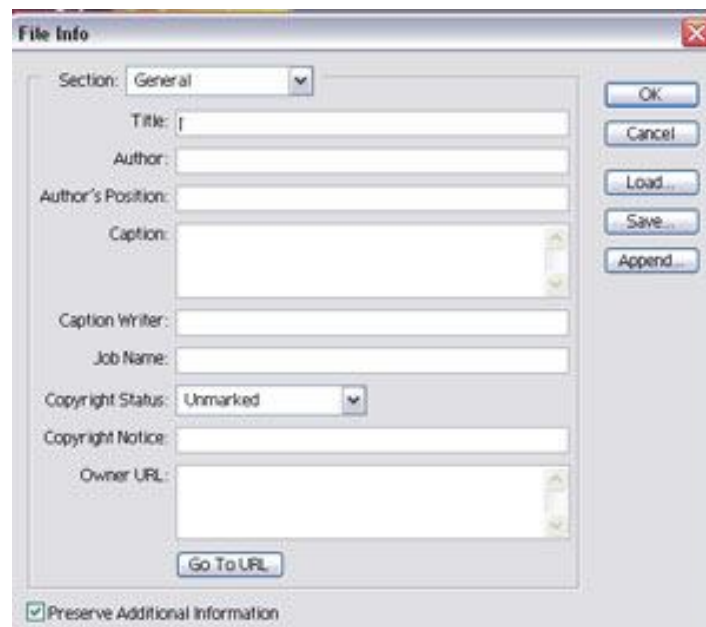 File Info
Section: General
OK
Title:
Cancel
Author:
Load...
Author's Position:
Save...
Caption:
Append...
Caption Writer:
Job Name:
Copyright Status: Unmarked
Copyright Notice:
Owner URL:
Go To URL
Preserve Additional Information